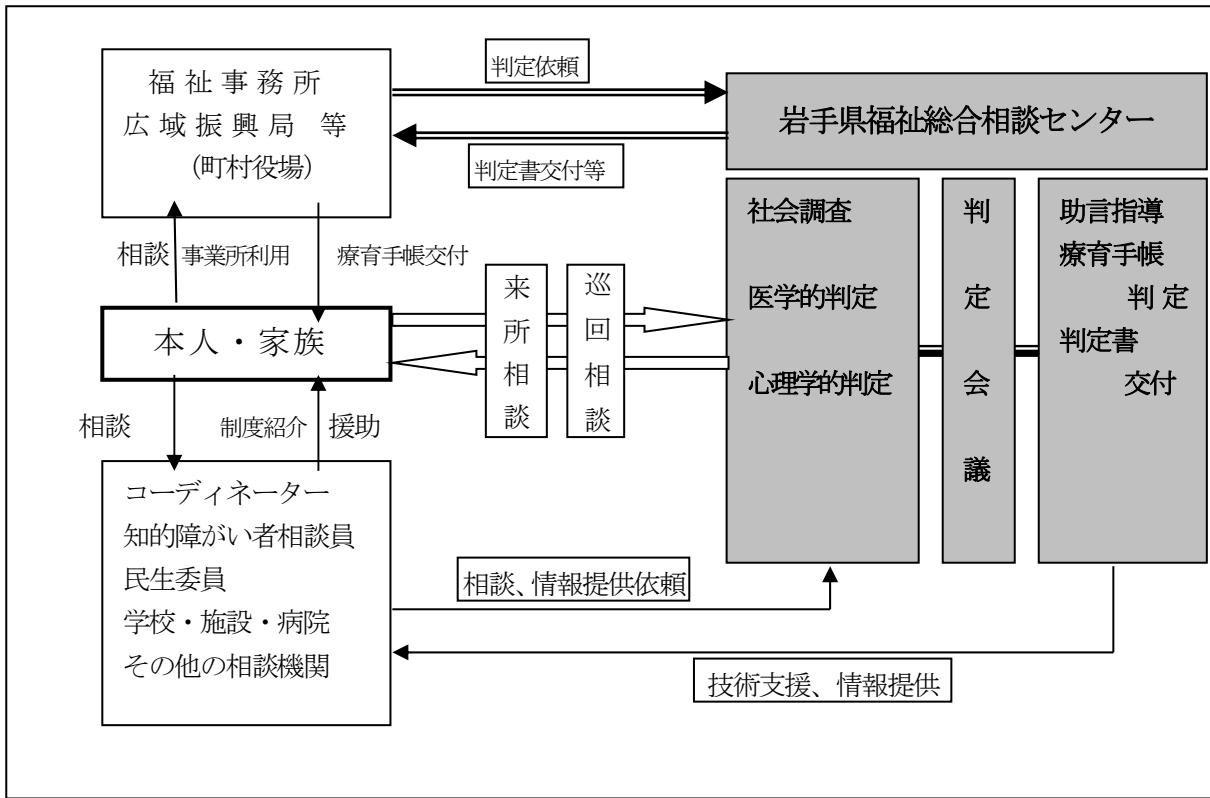 福祉事務所
広域振興局 等
(町村役場)
判定依頼
判定書交付等
岩手県福祉総合相談センター
相談 事業所利用
療育手帳交付
本人・家族
来所相談
巡回相談
社会調査
医学的判定
心理学的判定
判定会議
助言指導
療育手帳
判定
判定書
交付
相談
制度紹介 援助
コーディネーター
知的障がい者相談員
民生委員
学校・施設・病院
その他の相談機関
相談、情報提供依頼
技術支援、情報提供